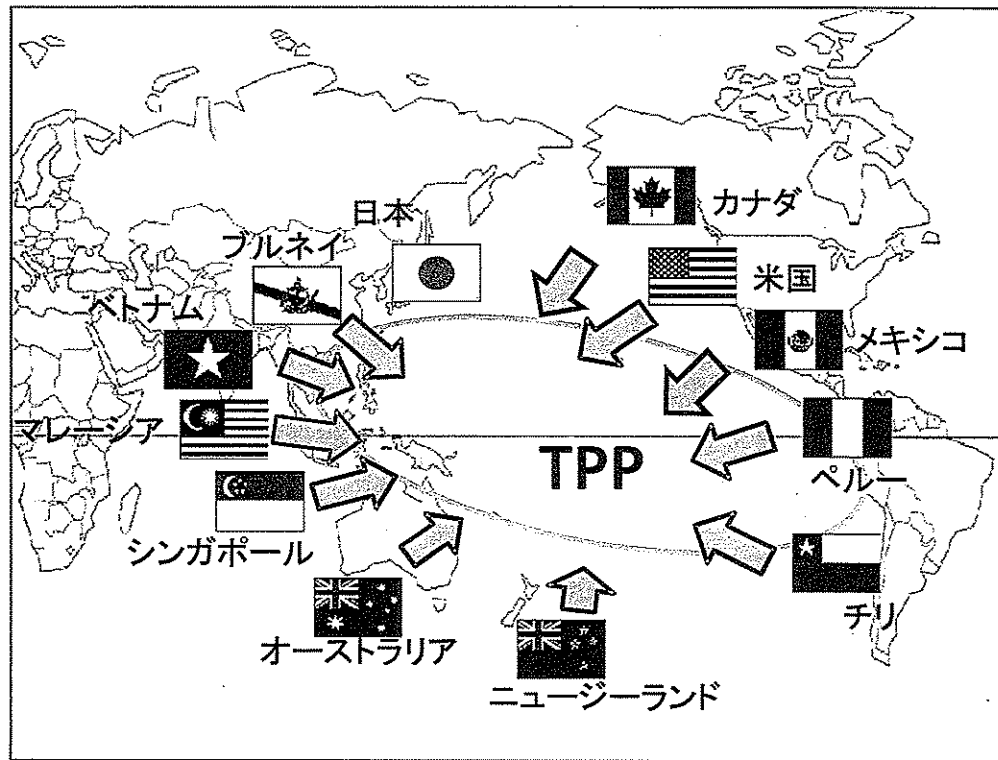 カナダ
日本
ブルネイ
米国
ベトナム
メキシコ
マレーシア
TPP
ペルー
シンガポール
チリ
オーストラリア
ニュージーランド